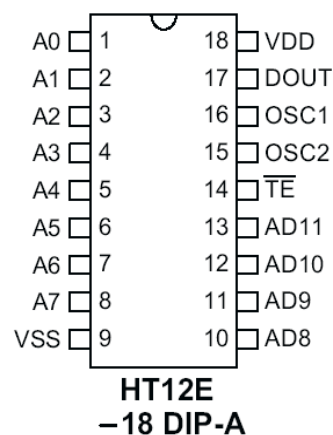 A0 1 18 VDD
A1 2 17 DOUT
A2 3 16 OSC1
A3 4 15 OSC2
A4 5 14 T̅E̅
A5 6 13 AD11
A6 7 12 AD10
A7 8 11 AD9
VSS 9 10 AD8
HT12E
–18 DIP-A